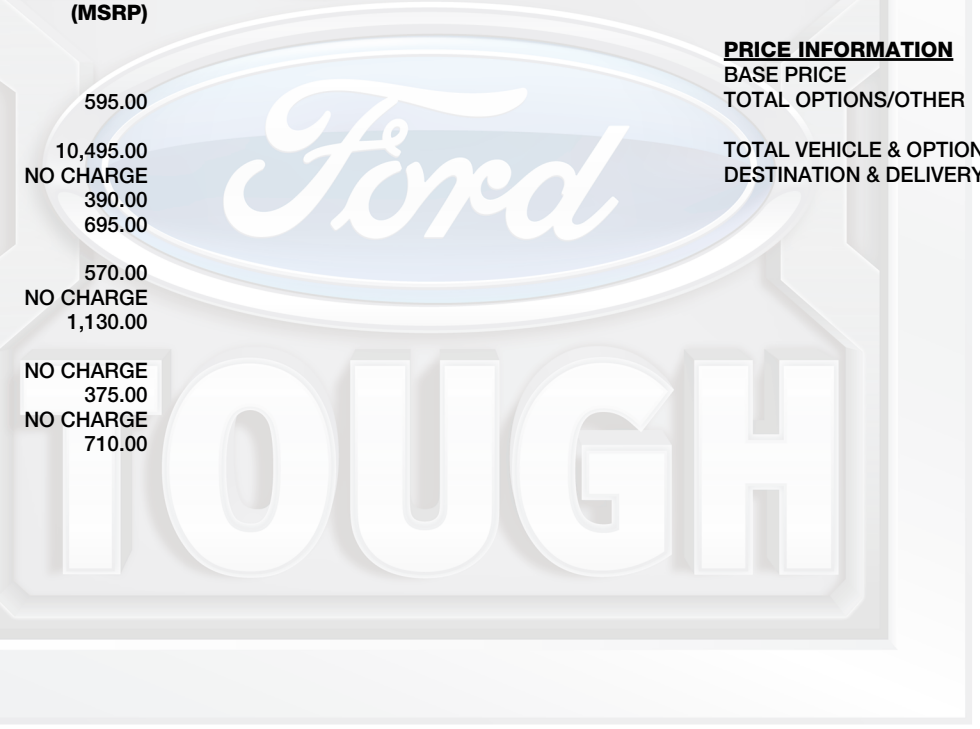 (MSRP)
595.00
10,495.00
NO CHARGE
390.00
695.00
570.00
NO CHARGE
1,130.00
NO CHARGE
375.00
NO CHARGE
710.00
PRICE INFORMATION
BASE PRICE
TOTAL OPTIONS/OTHER
TOTAL VEHICLE & OPTION
DESTINATION & DELIVERY
Ford
TOUGH